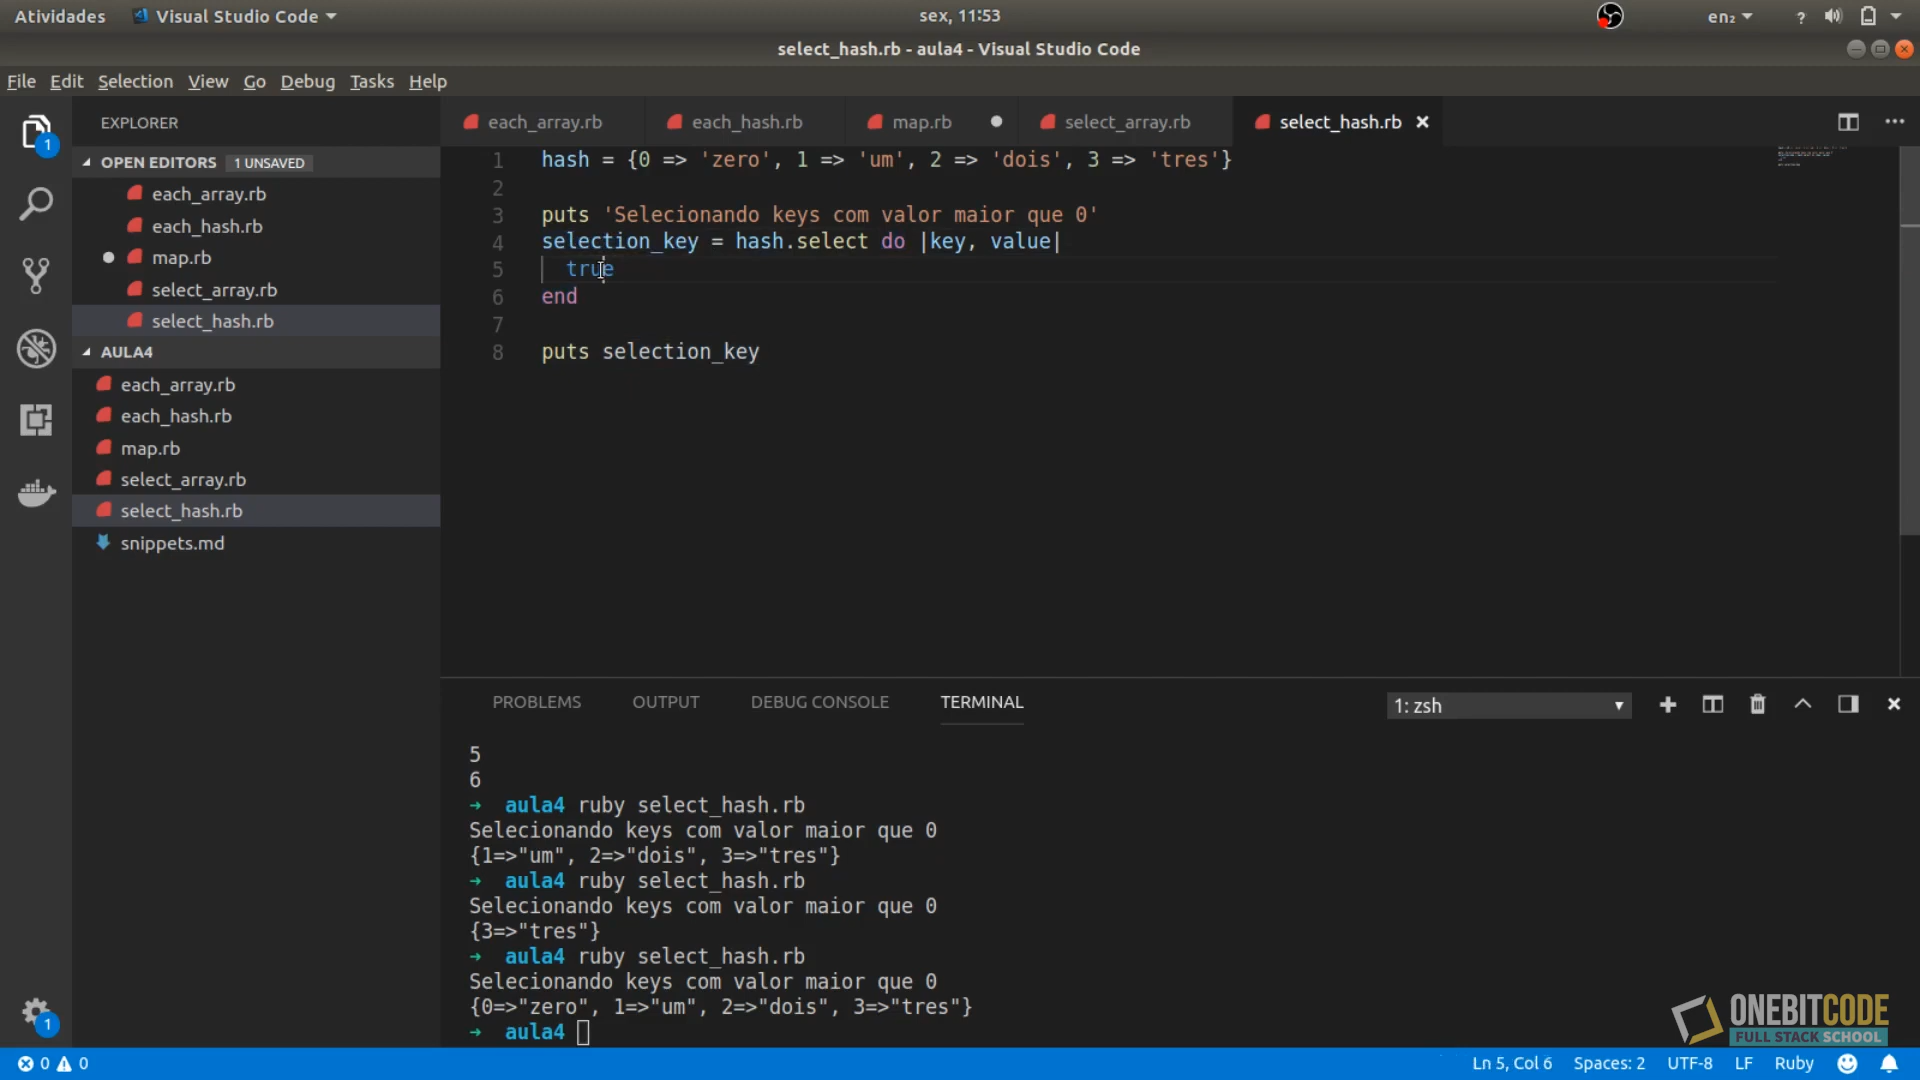 Atividades Visual Studio Code sex, 11:53 en₂ ?
select_hash.rb - aula4 - Visual Studio Code
File Edit Selection View Go Debug Tasks Help
EXPLORER
1
OPEN EDITORS 1 UNSAVED
each_array.rb
each_hash.rb
map.rb
select_array.rb
select_hash.rb
AULA4
each_array.rb
each_hash.rb
map.rb
select_array.rb
select_hash.rb
snippets.md
1
each_array.rb each_hash.rb map.rb select_array.rb select_hash.rb
1 hash = {0 => 'zero', 1 => 'um', 2 => 'dois', 3 => 'tres'}
2
3 puts 'Selecionando keys com valor maior que 0'
4 selection_key = hash.select do |key, value|
5 true
6 end
7
8 puts selection_key
PROBLEMS OUTPUT DEBUG CONSOLE TERMINAL 1: zsh
5
6
→ aula4 ruby select_hash.rb
Selecionando keys com valor maior que 0
{1=>"um", 2=>"dois", 3=>"tres"}
→ aula4 ruby select_hash.rb
Selecionando keys com valor maior que 0
{3=>"tres"}
→ aula4 ruby select_hash.rb
Selecionando keys com valor maior que 0
{0=>"zero", 1=>"um", 2=>"dois", 3=>"tres"}
→ aula4
ONEBITCODE
FULL STACK SCHOOL
0 0 Ln 5, Col 6 Spaces: 2 UTF-8 LF Ruby